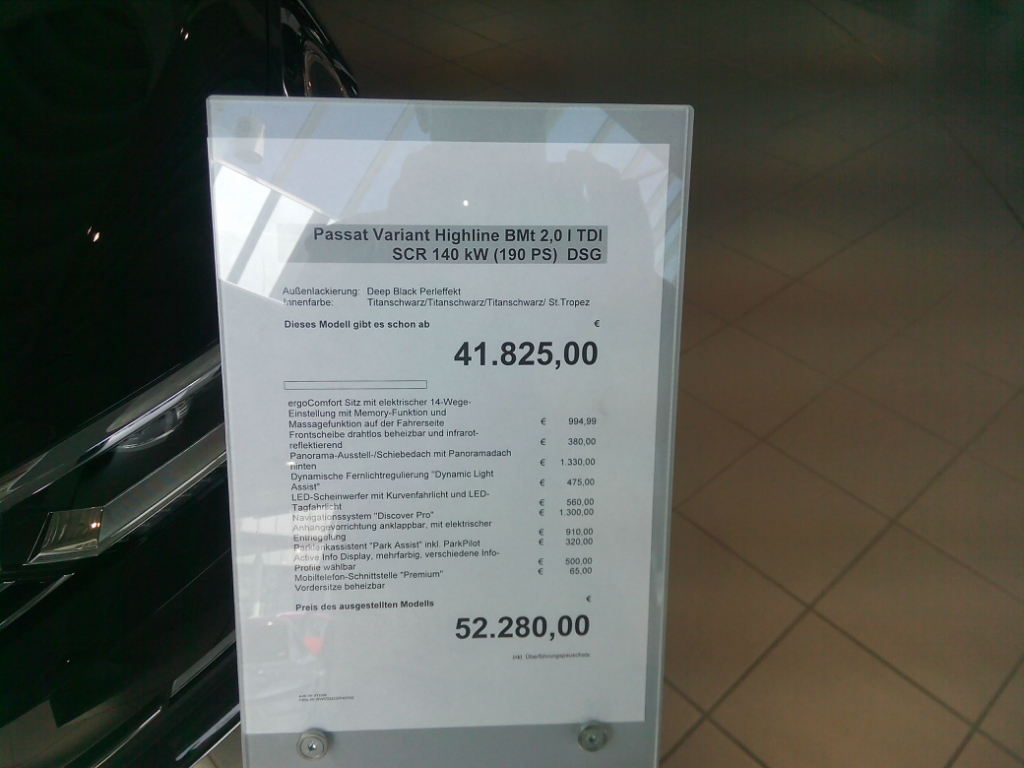 Passat Variant Highline BMt 2,0 l TDI
SCR 140 kW (190 PS) DSG
Außenlackierung: Deep Black Perleffekt
Innenfarbe: Titanschwarz/Titanschwarz/Titanschwarz/ St.Tropez
Dieses Modell gibt es schon ab €
41.825,00
ergoComfort Sitz mit elektrischer 14-Wege-
Einstellung mit Memory-Funktion und
Massagefunktion auf der Fahrerseite € 994,99
Frontscheibe drahtlos beheizbar und infrarot-
reflektierend € 380,00
Panorama-Ausstell-/Schiebedach mit Panoramadach
hinten € 1.330,00
Dynamische Fernlichtregulierung "Dynamic Light
Assist" € 475,00
LED-Scheinwerfer mit Kurvenfahrlicht und LED-
Tagfahrlicht € 560,00
Navigationssystem "Discover Pro" € 1.300,00
Anhängevorrichtung anklappbar, mit elektrischer
Entriegelung € 910,00
Parklenkassistent "Park Assist" inkl. ParkPilot € 320,00
Active Info Display, mehrfarbig, verschiedene Info-
Profile wählbar € 500,00
Mobiltelefon-Schnittstelle "Premium" € 65,00
Vordersitze beheizbar
Preis des ausgestellten Modells €
52.280,00
inkl. Überführungspauschale